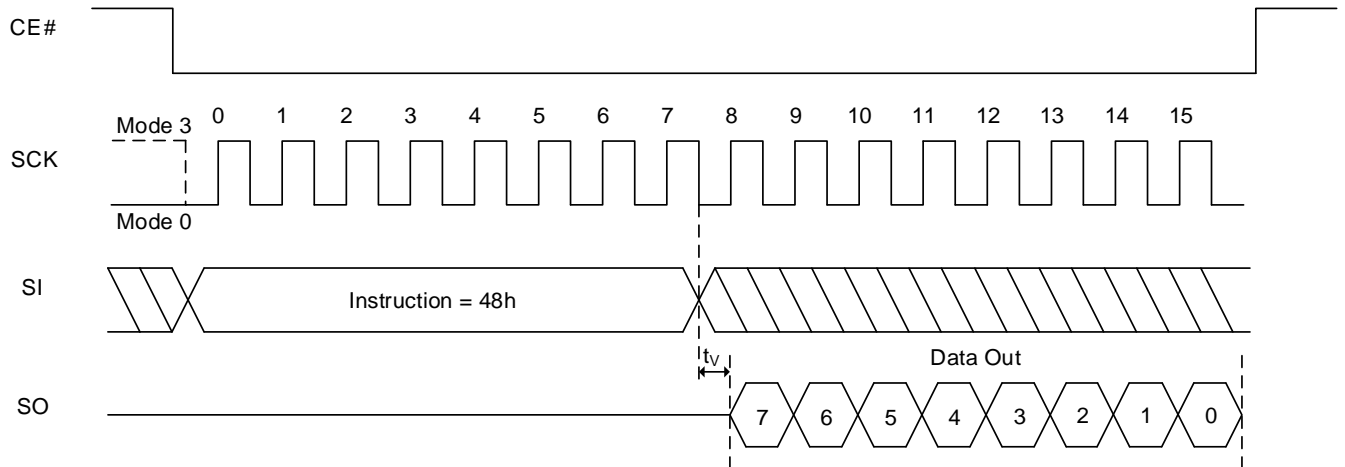 CE#
Mode 3
0 1 2 3 4 5 6 7 8 9 10 11 12 13 14 15
SCK
Mode 0
SI
Instruction = 48h
tV
Data Out
SO
7 6 5 4 3 2 1 0